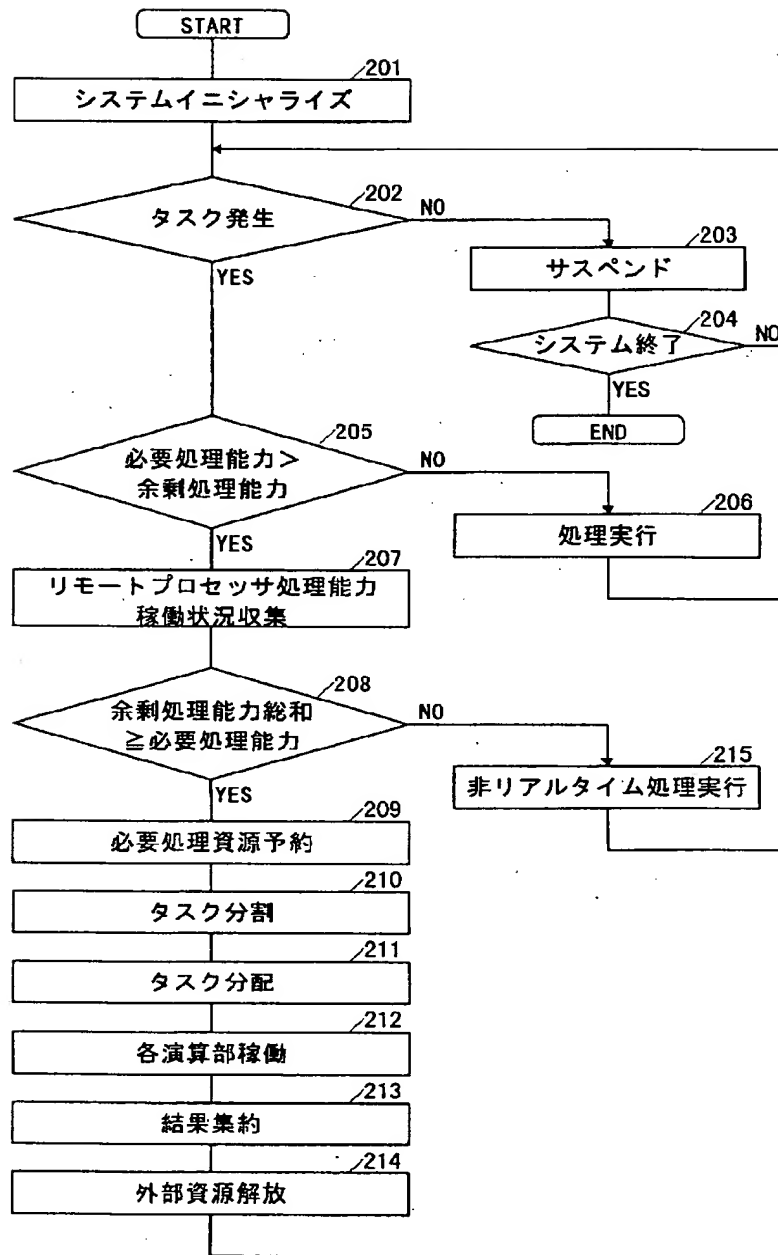 START
201
システムイニシャライズ
202
タスク発生
NO
YES
203
サスペンド
204
システム終了
NO
YES
END
205
必要処理能力>
余剰処理能力
NO
YES
206
処理実行
207
リモートプロセッサ処理能力
稼働状況収集
208
余剰処理能力総和
≧必要処理能力
NO
YES
215
非リアルタイム処理実行
209
必要処理資源予約
210
タスク分割
211
タスク分配
212
各演算部稼働
213
結果集約
214
外部資源解放